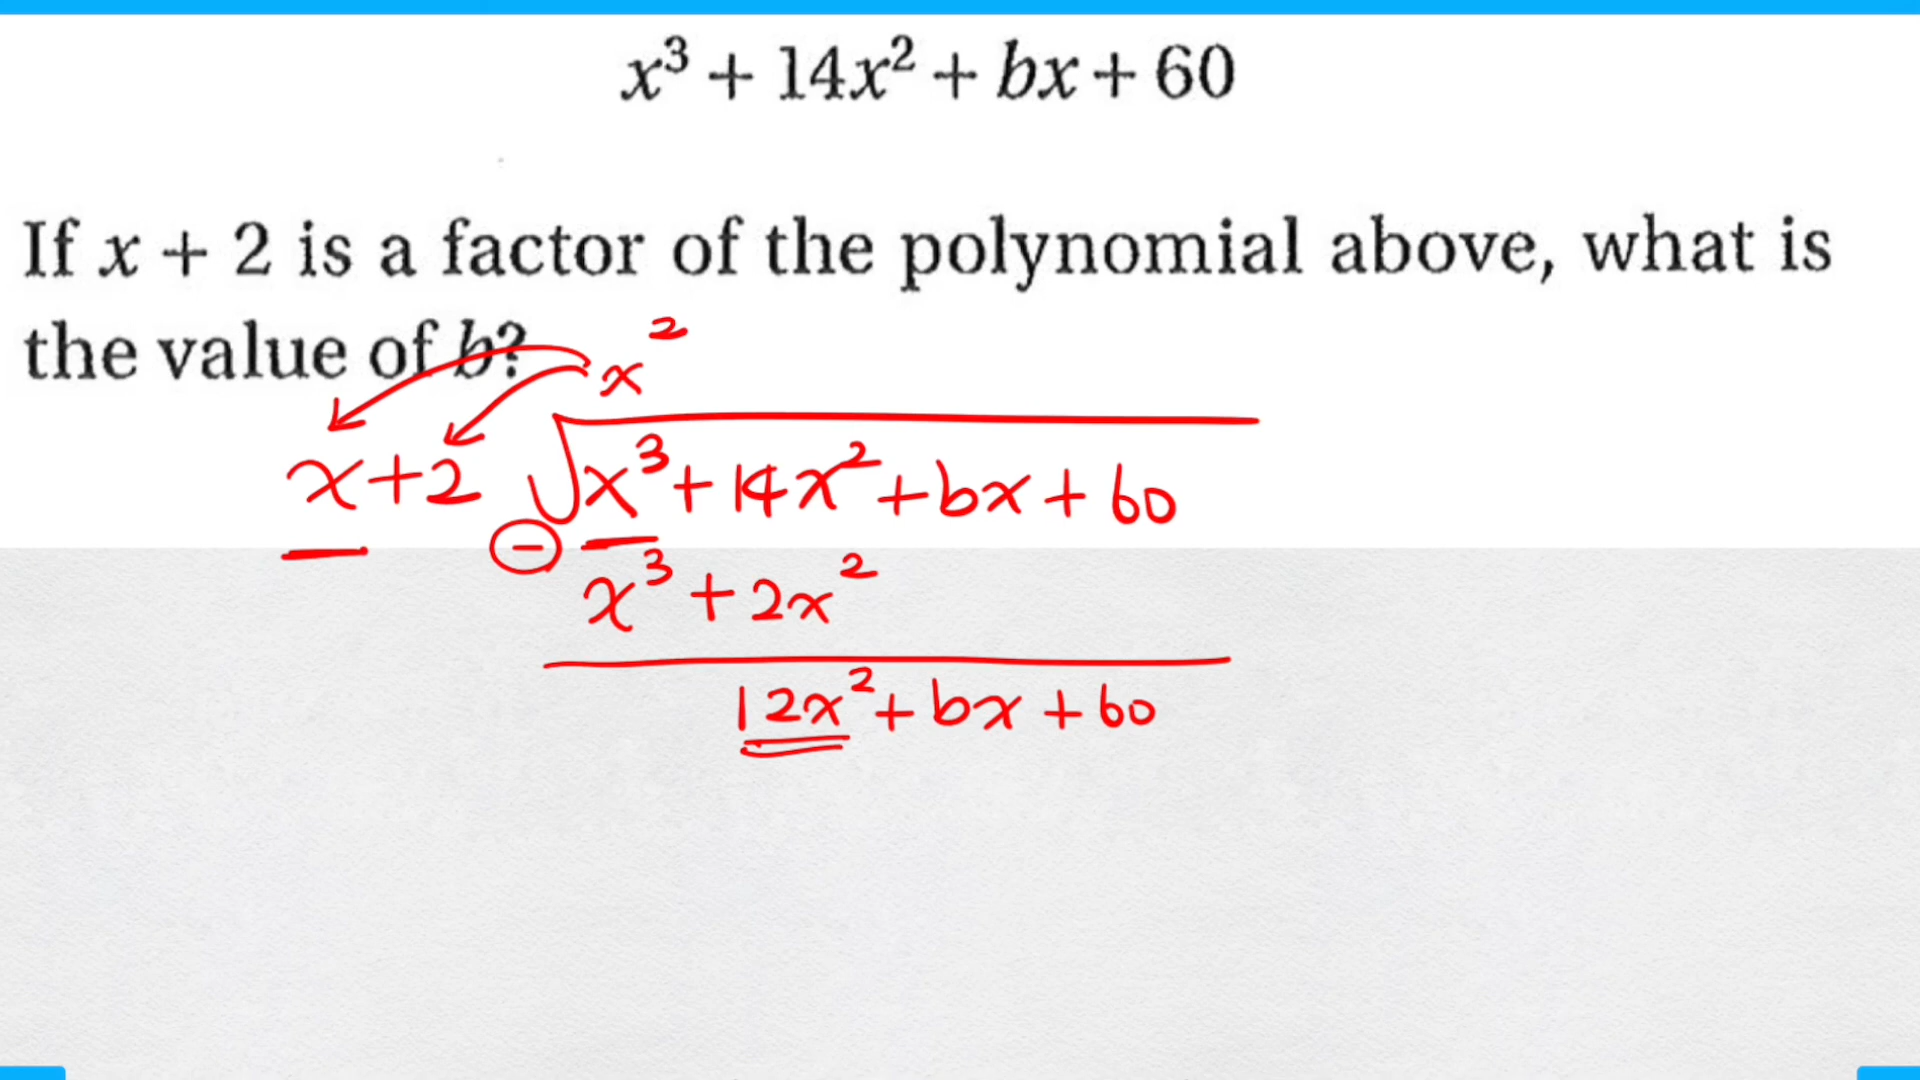 x³ + 14x² + bx + 60
If x + 2 is a factor of the polynomial above, what is
the value of b?
x²
x+2 √x³+14x²+bx+60
⊖ x³+2x²
12x²+bx+60